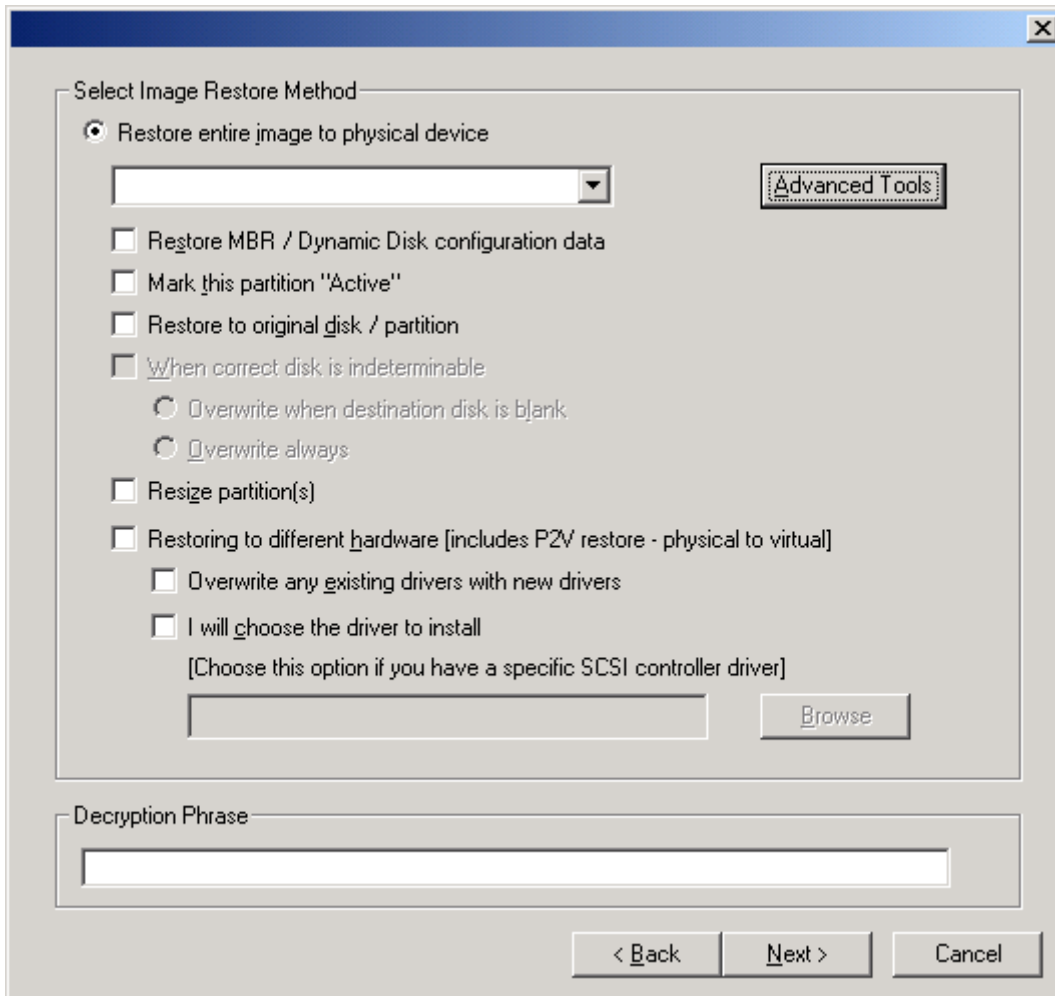 Select Image Restore Method
Restore entire image to physical device
Advanced Tools
Restore MBR / Dynamic Disk configuration data
Mark this partition "Active"
Restore to original disk / partition
When correct disk is indeterminable
Overwrite when destination disk is blank
Overwrite always
Resize partition(s)
Restoring to different hardware [includes P2V restore - physical to virtual]
Overwrite any existing drivers with new drivers
I will choose the driver to install
[Choose this option if you have a specific SCSI controller driver]
Browse
Decryption Phrase
< Back
Next >
Cancel